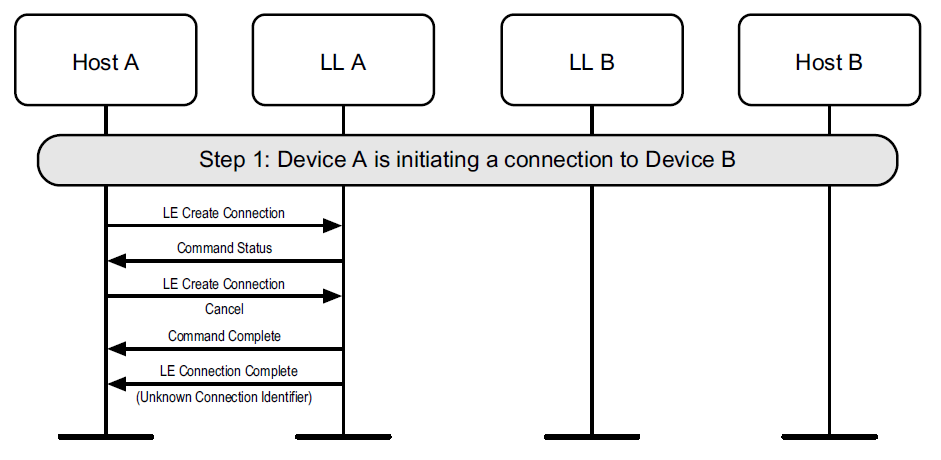 Host A
LL A
LL B
Host B
Step 1: Device A is initiating a connection to Device B
LE Create Connection
Command Status
LE Create Connection
Cancel
Command Complete
LE Connection Complete
(Unknown Connection Identifier)